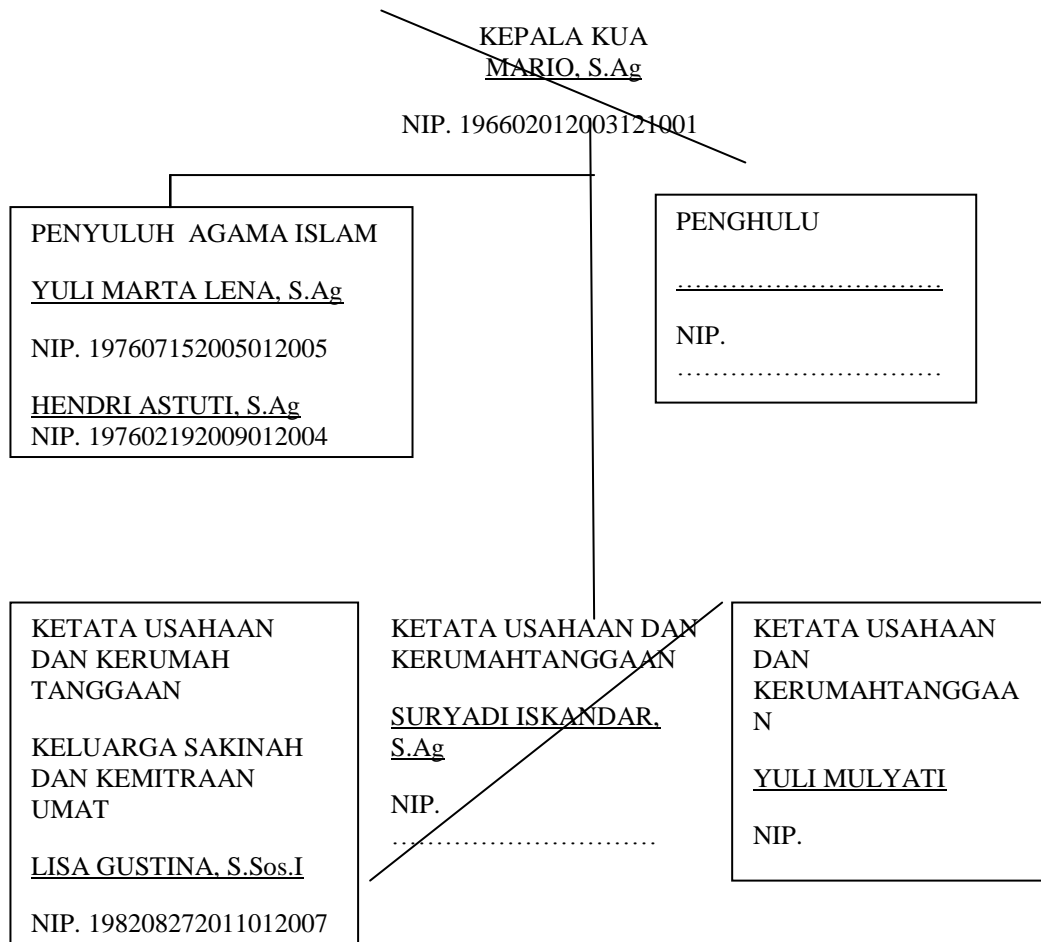 KEPALA KUA
MARIO, S.Ag
NIP. 196602012003121001
PENYULUH AGAMA ISLAM
YULI MARTA LENA, S.Ag
NIP. 197607152005012005
HENDRI ASTUTI, S.Ag
NIP. 197602192009012004
PENGHULU
…………………………
NIP.
…………………………
KETATA USAHAAN
DAN KERUMAH
TANGGAAN
KELUARGA SAKINAH
DAN KEMITRAAN
UMAT
LISA GUSTINA, S.Sos.I
NIP. 198208272011012007
KETATA USAHAAN DAN
KERUMAHTANGGAAN
SURYADI ISKANDAR,
S.Ag
NIP.
…………………………
KETATA USAHAAN
DAN
KERUMAHTANGGAA
N
YULI MULYATI
NIP.